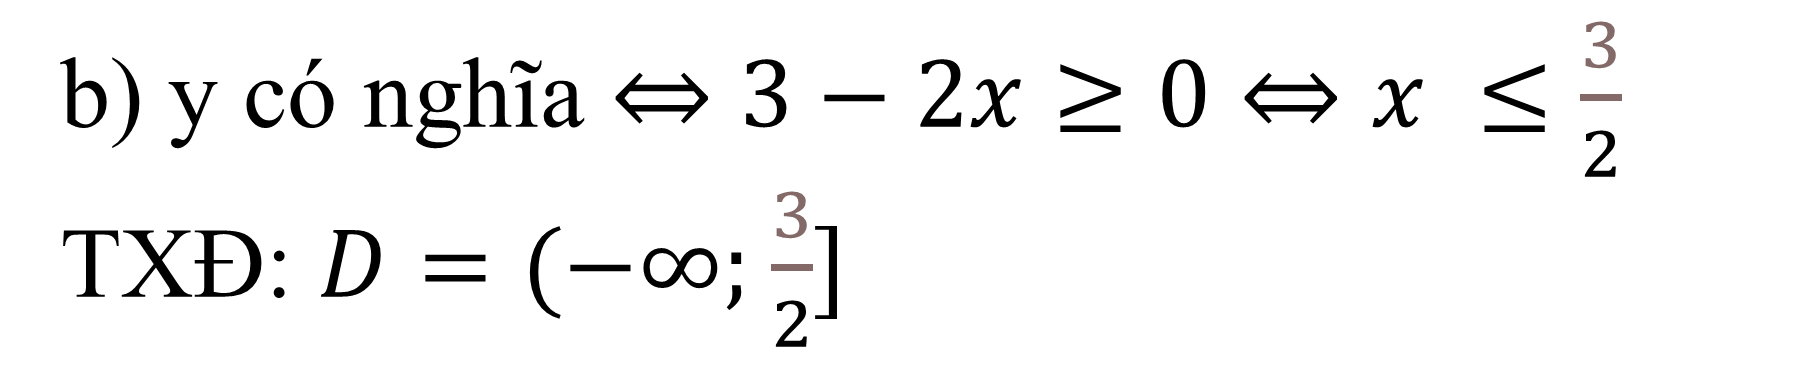 b) y có nghĩa ⇔ 3 − 2x ≥ 0 ⇔ x ≤ 3/2
TXĐ: D = (−∞; 3/2]